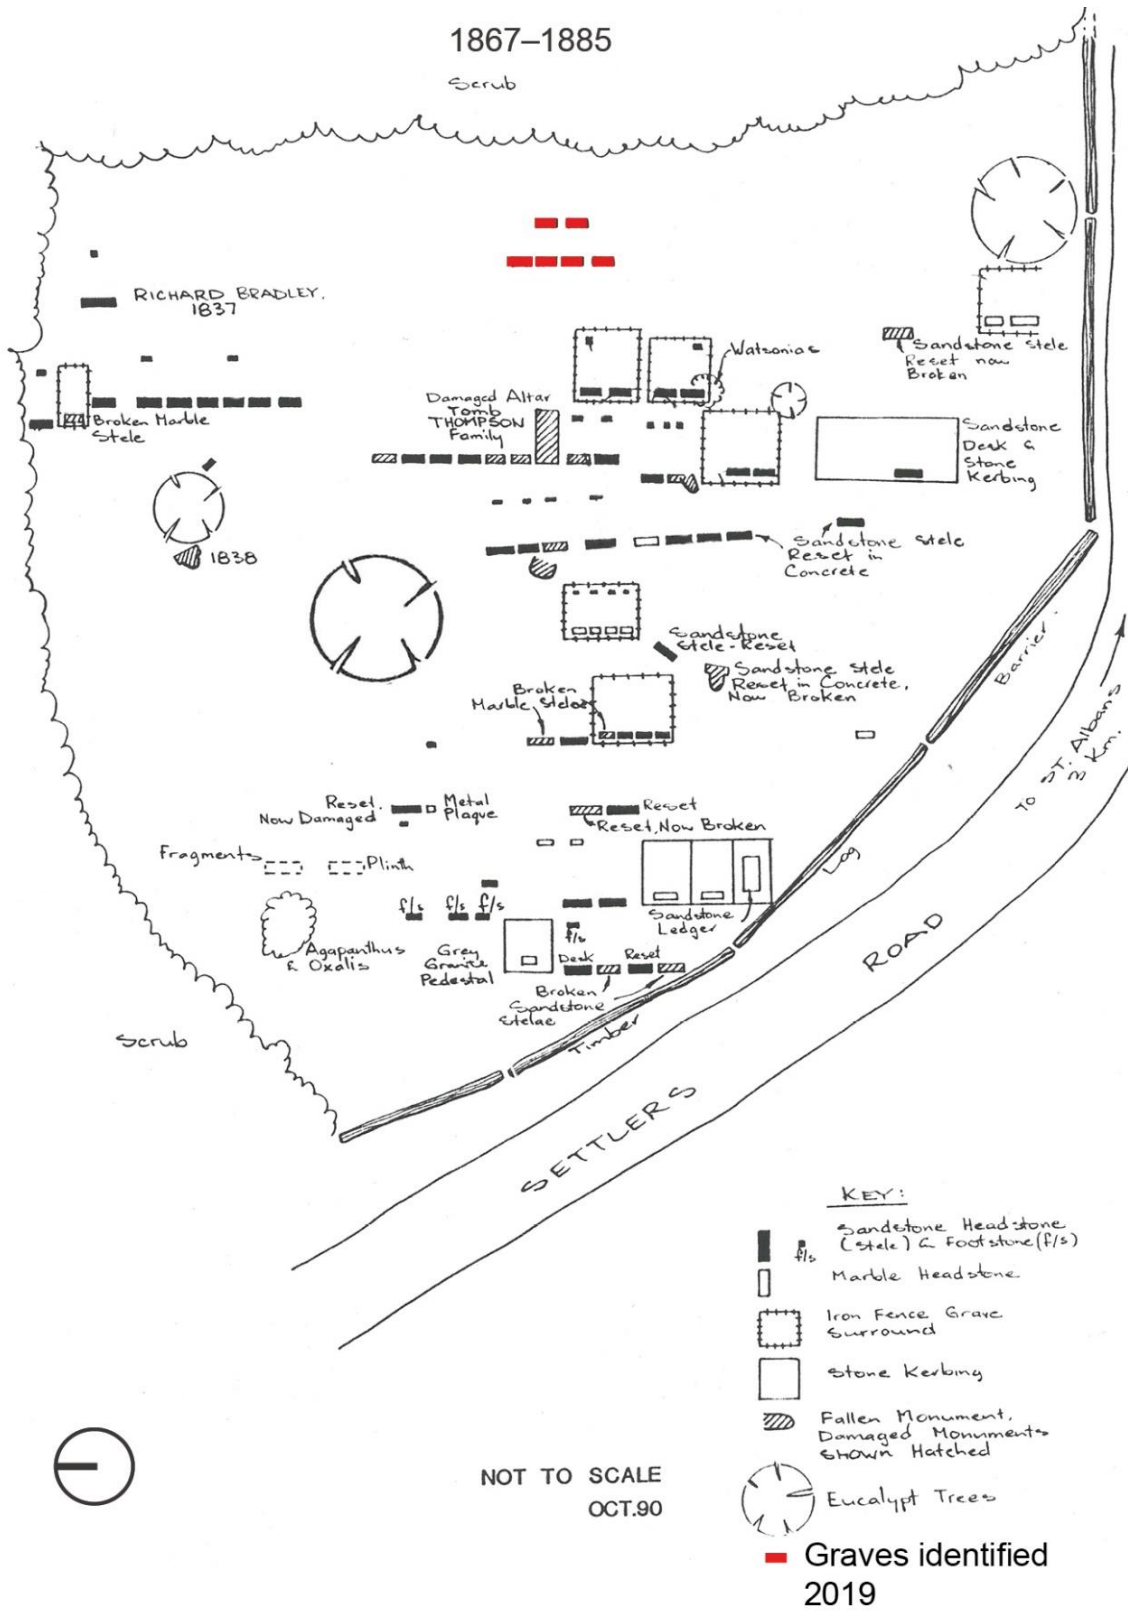 1867–1885
Scrub
RICHARD BRADLEY.
1837
Watsonias
Sandstone Stele
Reset now
Broken
Damaged Altar
Tomb
THOMPSON
Family
Broken Marble
Stele
Sandstone
Desk &
Stone
Kerbing
1838
Sandstone Stele
Reset in
Concrete
Sandstone
Stele-Reset
Sandstone Stele
Reset in Concrete,
Now Broken
Broken
Marble Stelae
Barrier.
TO ST. Albans
3 Km.
Reset.
Now Damaged
Metal
Plaque
Reset
Reset, Now Broken
Fragments
Plinth
Log
f/s
f/s
f/s
Sandstone
Ledger
ROAD
Agapanthus
& Oxalis
Grey
Granite
Pedestal
f/s
Desk
Reset
Broken
Sandstone
Stelae
Scrub
Timber
SETTLERS
KEY:
Sandstone Headstone
(Stele) & Footstone (f/s)
f/s
Marble Headstone
Iron Fence Grave
Surround
Stone Kerbing
Fallen Monument,
Damaged Monuments
Shown Hatched
NOT TO SCALE
OCT.90
Eucalypt Trees
Graves identified
2019